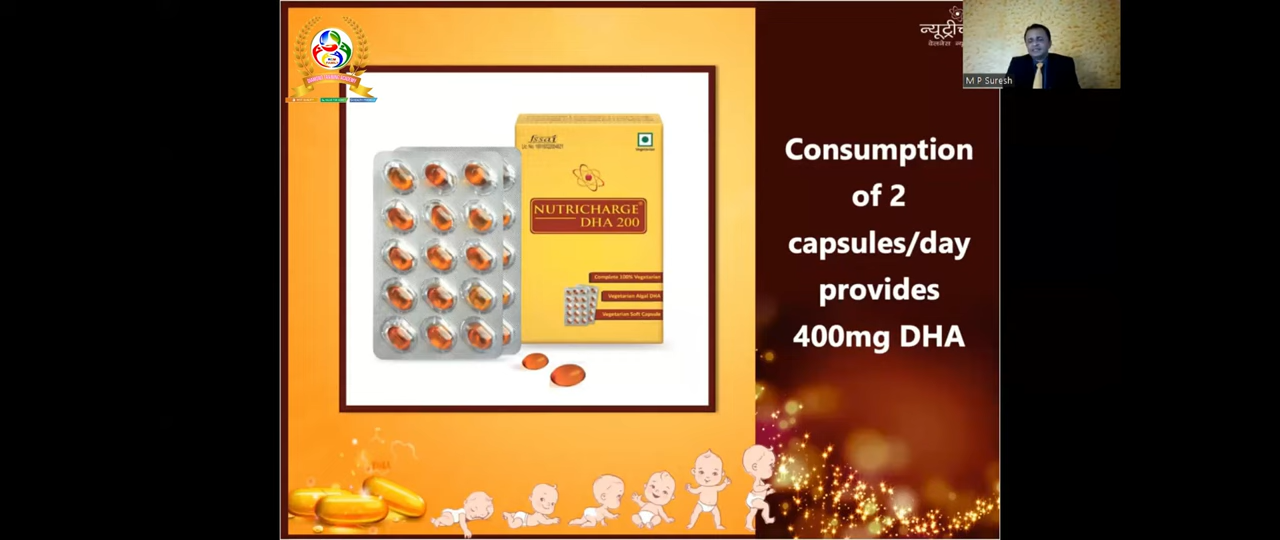 fssai
Vegetarian
NUTRICHARGE®
DHA 200
Complete 100% Vegetarian
Vegetarian Algal DHA
Vegetarian Soft Capsule
M P Suresh
Consumption
of 2
capsules/day
provides
400mg DHA